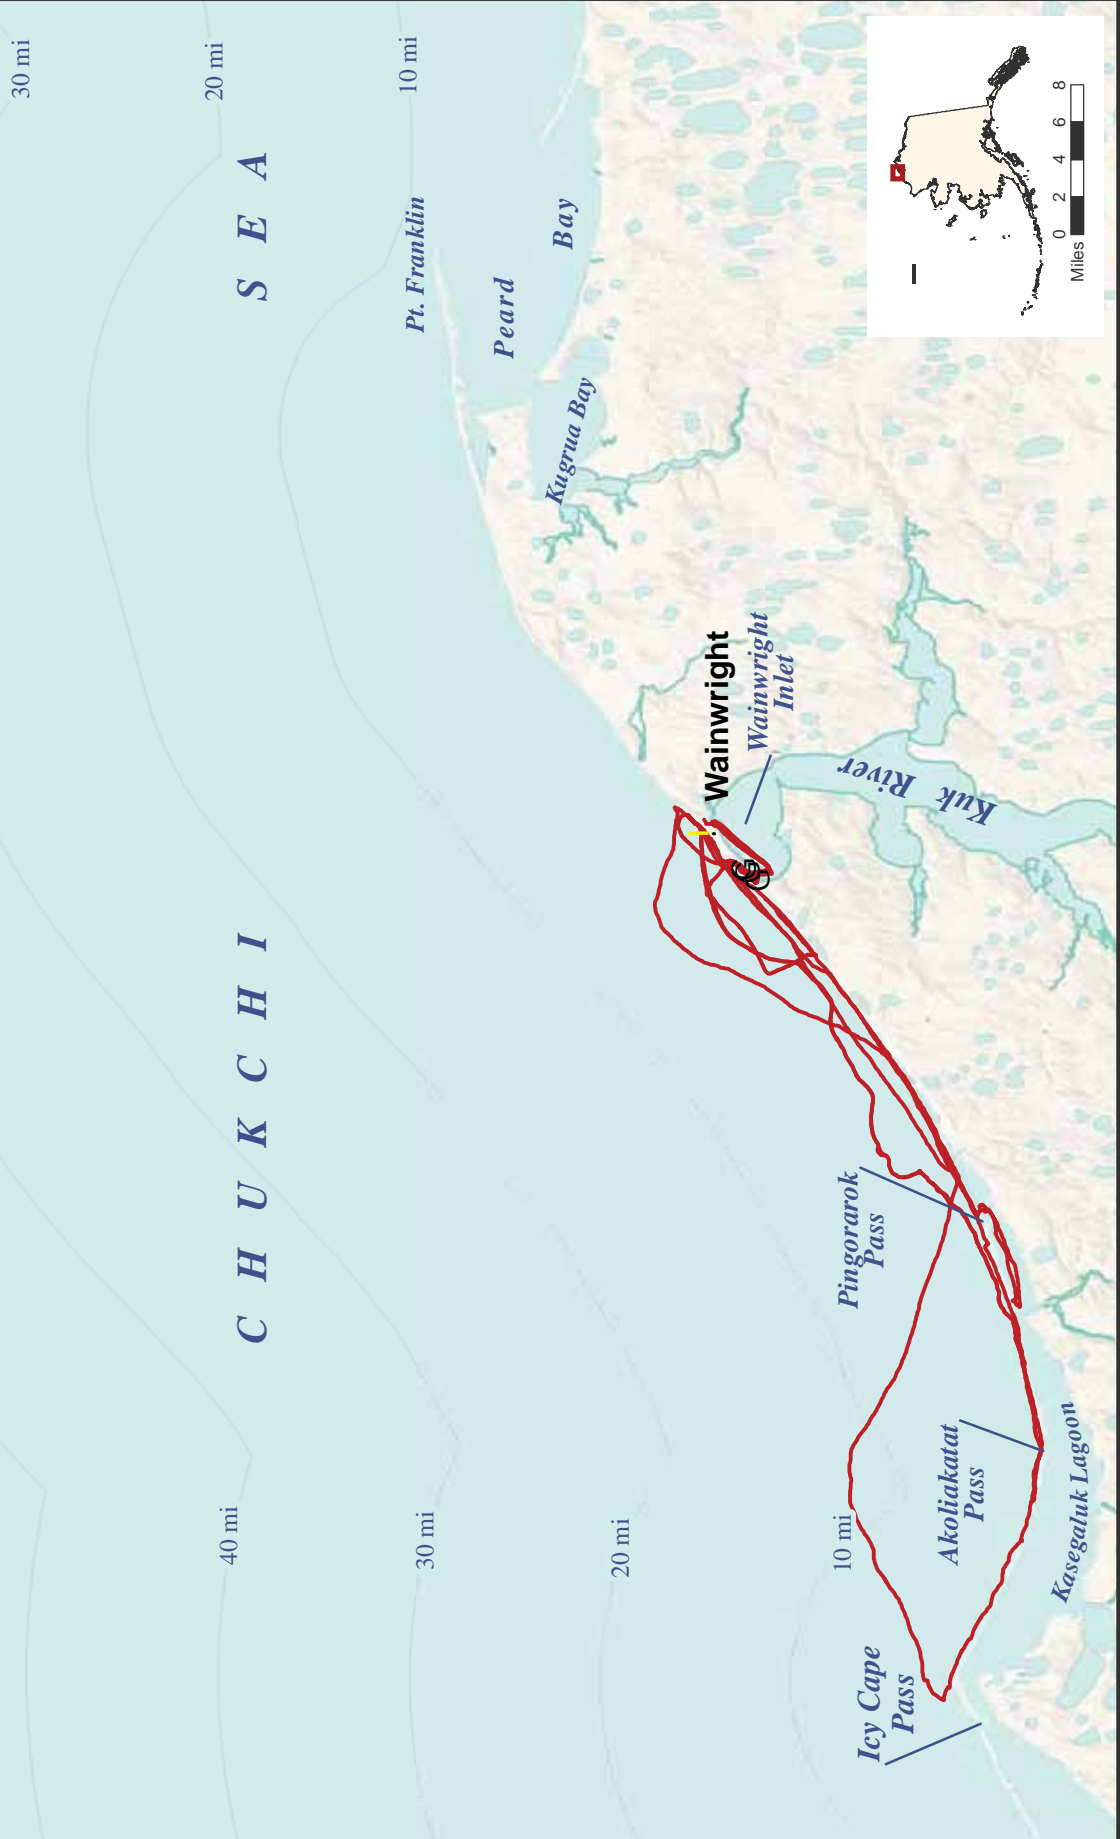 30 mi
20 mi
10 mi
S E A
Pt. Franklin
Peard
Bay
Kugrua Bay
Wainwright
Wainwright
Inlet
Kuk River
C H U K C H I
40 mi
30 mi
20 mi
10 mi
Pingorarok
Pass
Akoliakatat
Pass
Kasegaluk Lagoon
Icy Cape
Pass
Miles
0 2 4 6 8